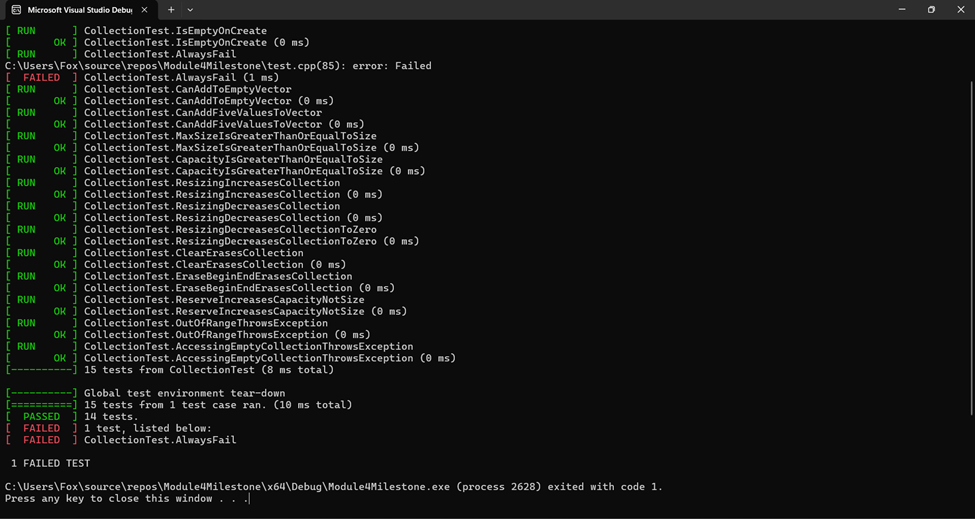 Microsoft Visual Studio Debu
[ RUN      ] CollectionTest.IsEmptyOnCreate
[       OK ] CollectionTest.IsEmptyOnCreate (0 ms)
[ RUN      ] CollectionTest.AlwaysFail
C:\Users\Fox\source\repos\Module4Milestone\test.cpp(85): error: Failed
[  FAILED  ] CollectionTest.AlwaysFail (1 ms)
[ RUN      ] CollectionTest.CanAddToEmptyVector
[       OK ] CollectionTest.CanAddToEmptyVector (0 ms)
[ RUN      ] CollectionTest.CanAddFiveValuesToVector
[       OK ] CollectionTest.CanAddFiveValuesToVector (0 ms)
[ RUN      ] CollectionTest.MaxSizeIsGreaterThanOrEqualToSize
[       OK ] CollectionTest.MaxSizeIsGreaterThanOrEqualToSize (0 ms)
[ RUN      ] CollectionTest.CapacityIsGreaterThanOrEqualToSize
[       OK ] CollectionTest.CapacityIsGreaterThanOrEqualToSize (0 ms)
[ RUN      ] CollectionTest.ResizingIncreasesCollection
[       OK ] CollectionTest.ResizingIncreasesCollection (0 ms)
[ RUN      ] CollectionTest.ResizingDecreasesCollection
[       OK ] CollectionTest.ResizingDecreasesCollection (0 ms)
[ RUN      ] CollectionTest.ResizingDecreasesCollectionToZero
[       OK ] CollectionTest.ResizingDecreasesCollectionToZero (0 ms)
[ RUN      ] CollectionTest.ClearErasesCollection
[       OK ] CollectionTest.ClearErasesCollection (0 ms)
[ RUN      ] CollectionTest.EraseBeginEndErasesCollection
[       OK ] CollectionTest.EraseBeginEndErasesCollection (0 ms)
[ RUN      ] CollectionTest.ReserveIncreasesCapacityNotSize
[       OK ] CollectionTest.ReserveIncreasesCapacityNotSize (0 ms)
[ RUN      ] CollectionTest.OutOfRangeThrowsException
[       OK ] CollectionTest.OutOfRangeThrowsException (0 ms)
[ RUN      ] CollectionTest.AccessingEmptyCollectionThrowsException
[       OK ] CollectionTest.AccessingEmptyCollectionThrowsException (0 ms)
[----------] 15 tests from CollectionTest (8 ms total)
[----------] Global test environment tear-down
[==========] 15 tests from 1 test case ran. (10 ms total)
[  PASSED  ] 14 tests.
[  FAILED  ] 1 test, listed below:
[  FAILED  ] CollectionTest.AlwaysFail
1 FAILED TEST
C:\Users\Fox\source\repos\Module4Milestone\x64\Debug\Module4Milestone.exe (process 2628) exited with code 1.
Press any key to close this window . . .